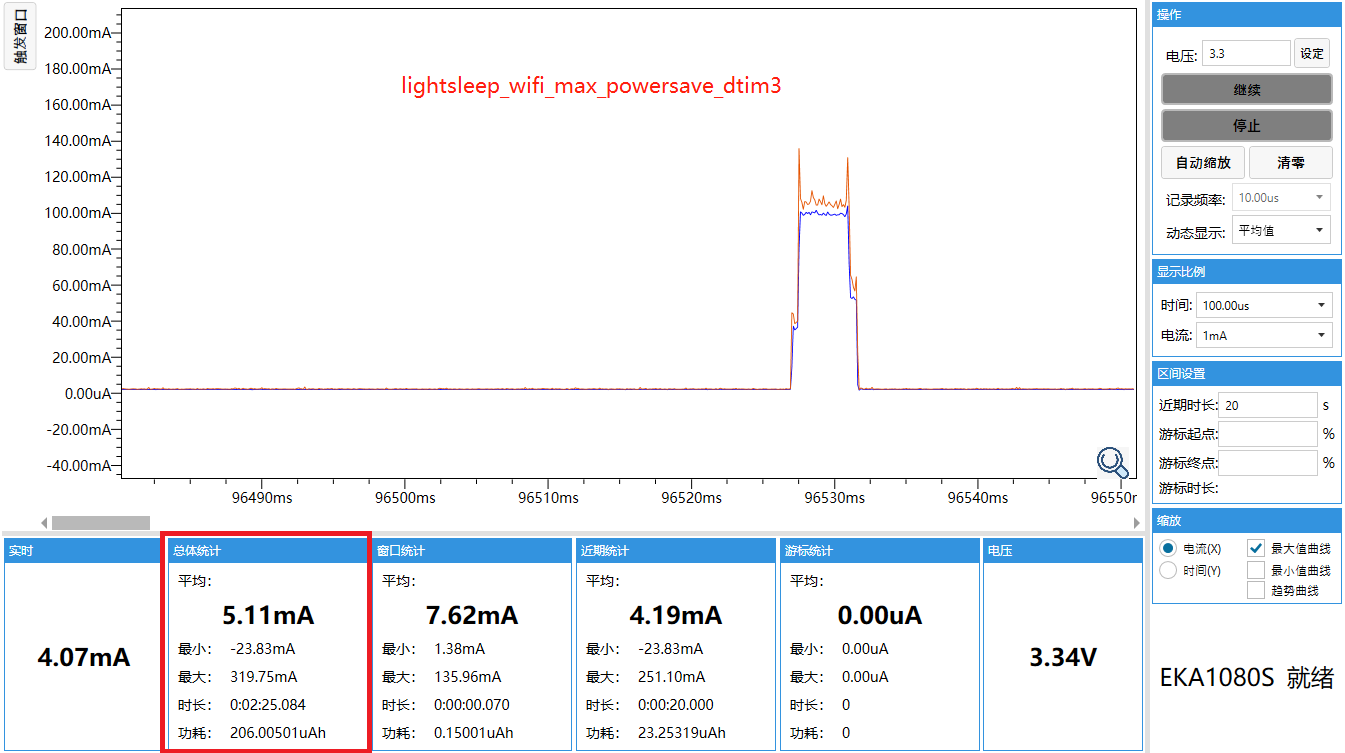 触发窗口
lightsleep_wifi_max_powersave_dtim3
200.00mA
180.00mA
160.00mA
140.00mA
120.00mA
100.00mA
80.00mA
60.00mA
40.00mA
20.00mA
0.00uA
-20.00mA
-40.00mA
96490ms 96500ms 96510ms 96520ms 96530ms 96540ms 96550r
实时
4.07mA
总体统计
平均:
5.11mA
最小: -23.83mA
最大: 319.75mA
时长: 0:02:25.084
功耗: 206.00501uAh
窗口统计
平均:
7.62mA
最小: 1.38mA
最大: 135.96mA
时长: 0:00:00.070
功耗: 0.15001uAh
近期统计
平均:
4.19mA
最小: -23.83mA
最大: 251.10mA
时长: 0:00:20.000
功耗: 23.25319uAh
游标统计
平均:
0.00uA
最小: 0.00uA
最大: 0.00uA
时长: 0
功耗: 0
电压
3.34V
操作
电压: 3.3 设定
继续
停止
自动缩放 清零
记录频率: 10.00us
动态显示: 平均值
显示比例
时间: 100.00us
电流: 1mA
区间设置
近期时长: 20 s
游标起点: %
游标终点: %
游标时长:
缩放
电流(X) 最大值曲线
时间(Y) 最小值曲线
趋势曲线
EKA1080S 就绪